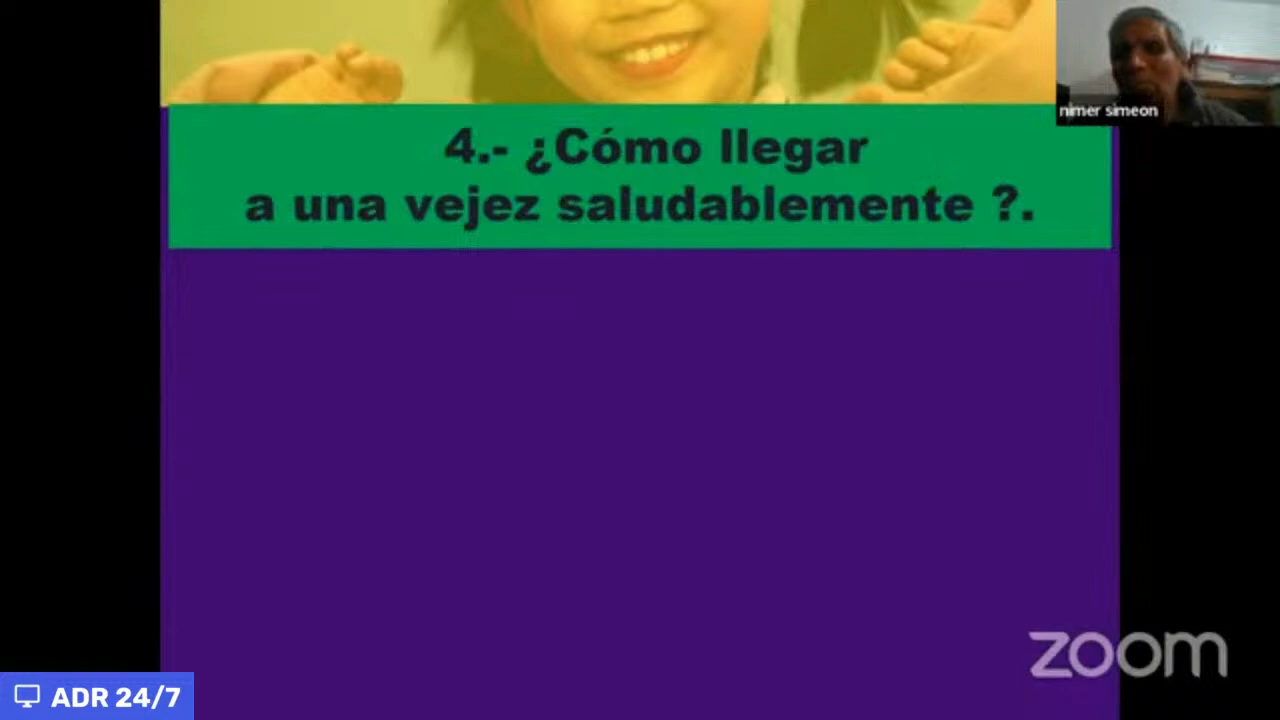 nimer simeon
4.- ¿Cómo llegar
a una vejez saludablemente ?.
zoom
ADR 24/7